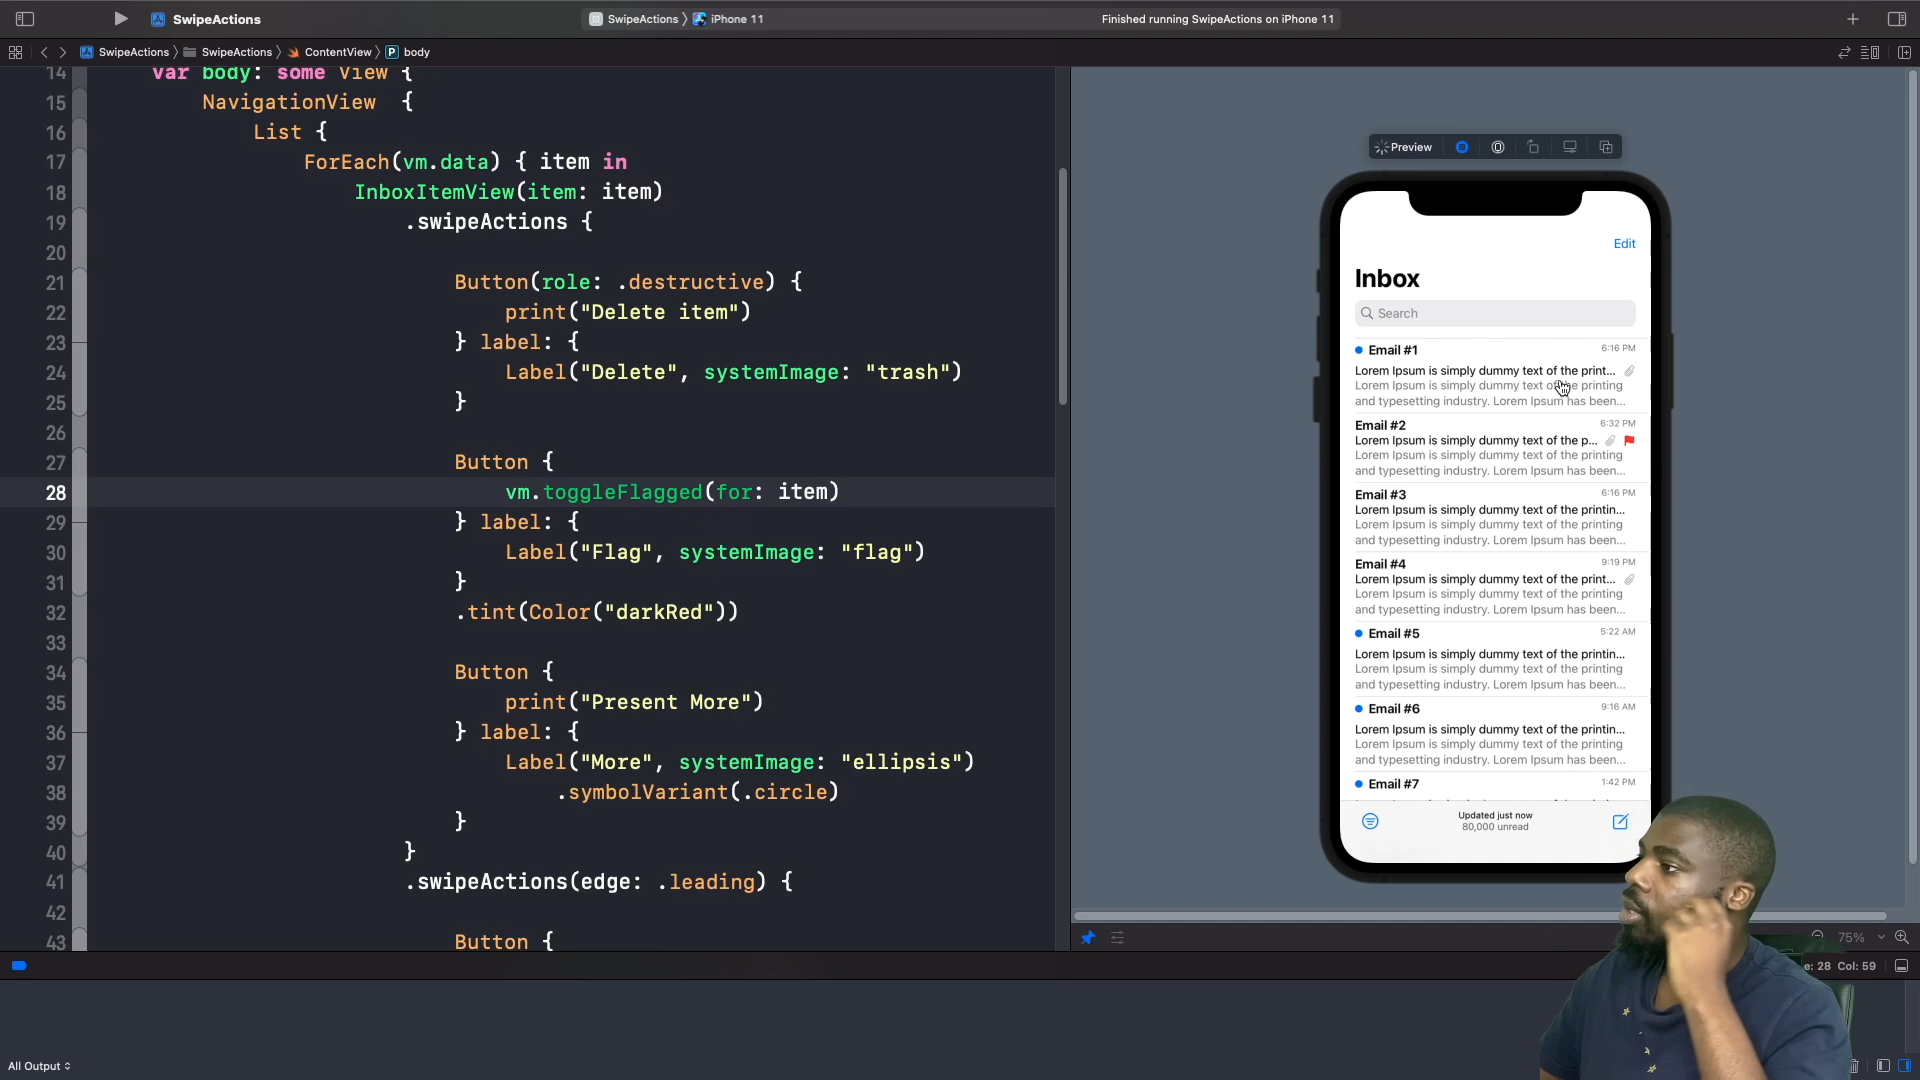 SwipeActions
SwipeActions
iPhone 11
Finished running SwipeActions on iPhone 11
SwipeActions
SwipeActions
ContentView
P
body
14 var body: some View {
15 NavigationView {
16 List {
17 ForEach(vm.data) { item in
18 InboxItemView(item: item)
19 .swipeActions {
20
21 Button(role: .destructive) {
22 print("Delete item")
23 } label: {
24 Label("Delete", systemImage: "trash")
25 }
26
27 Button {
28 vm.toggleFlagged(for: item)
29 } label: {
30 Label("Flag", systemImage: "flag")
31 }
32 .tint(Color("darkRed"))
33
34 Button {
35 print("Present More")
36 } label: {
37 Label("More", systemImage: "ellipsis")
38 .symbolVariant(.circle)
39 }
40 }
41 .swipeActions(edge: .leading) {
42
43 Button {
Preview
Edit
Inbox
Search
Email #1 6:16 PM
Lorem Ipsum is simply dummy text of the print...
Lorem Ipsum is simply dummy text of the printing
and typesetting industry. Lorem Ipsum has been...
Email #2 6:32 PM
Lorem Ipsum is simply dummy text of the p...
Lorem Ipsum is simply dummy text of the printing
and typesetting industry. Lorem Ipsum has been...
Email #3 6:16 PM
Lorem Ipsum is simply dummy text of the printin...
Lorem Ipsum is simply dummy text of the printing
and typesetting industry. Lorem Ipsum has been...
Email #4 9:19 PM
Lorem Ipsum is simply dummy text of the print...
Lorem Ipsum is simply dummy text of the printing
and typesetting industry. Lorem Ipsum has been...
Email #5 5:22 AM
Lorem Ipsum is simply dummy text of the printin...
Lorem Ipsum is simply dummy text of the printing
and typesetting industry. Lorem Ipsum has been...
Email #6 9:16 AM
Lorem Ipsum is simply dummy text of the printin...
Lorem Ipsum is simply dummy text of the printing
and typesetting industry. Lorem Ipsum has been...
Email #7 1:42 PM
Updated just now
80,000 unread
75%
e: 28 Col: 59
All Output